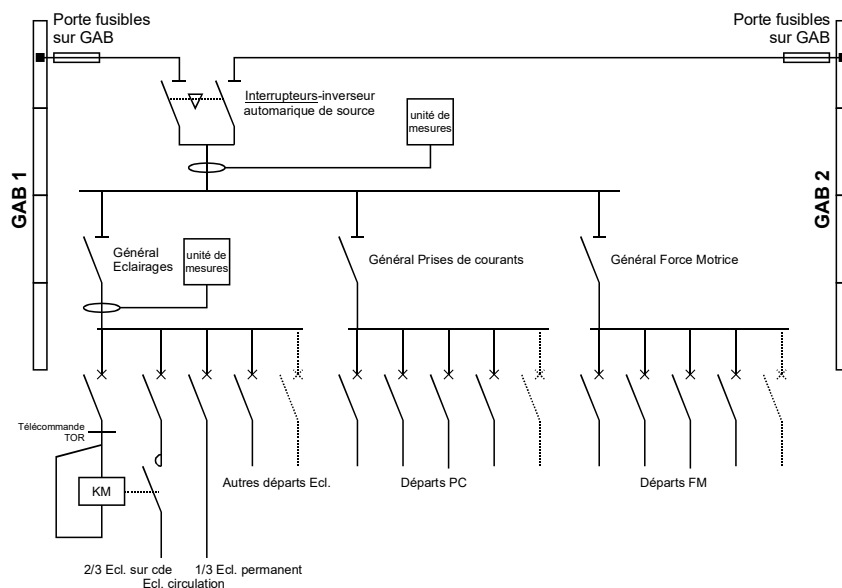 Porte fusibles
sur GAB
Porte fusibles
sur GAB
Interrupteurs-inverseur
automarique de source
unité de
mesures
GAB 1
GAB 2
Général
Eclairages
unité de
mesures
Général Prises de courants
Général Force Motrice
Télécommande
TOR
KM
Autres départs Ecl.
Départs PC
Départs FM
2/3 Ecl. sur cde
1/3 Ecl. permanent
Ecl. circulation